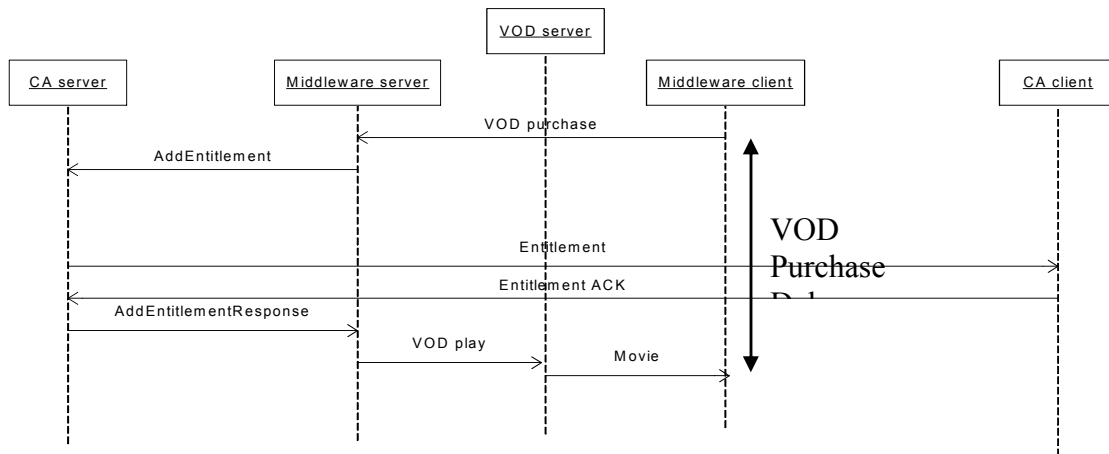 VOD server
CA server
Middleware server
Middleware client
CA client
VOD purchase
AddEntitlement
VOD
Purchase
Entitlement
Entitlement ACK
AddEntitlementResponse
VOD play
Movie